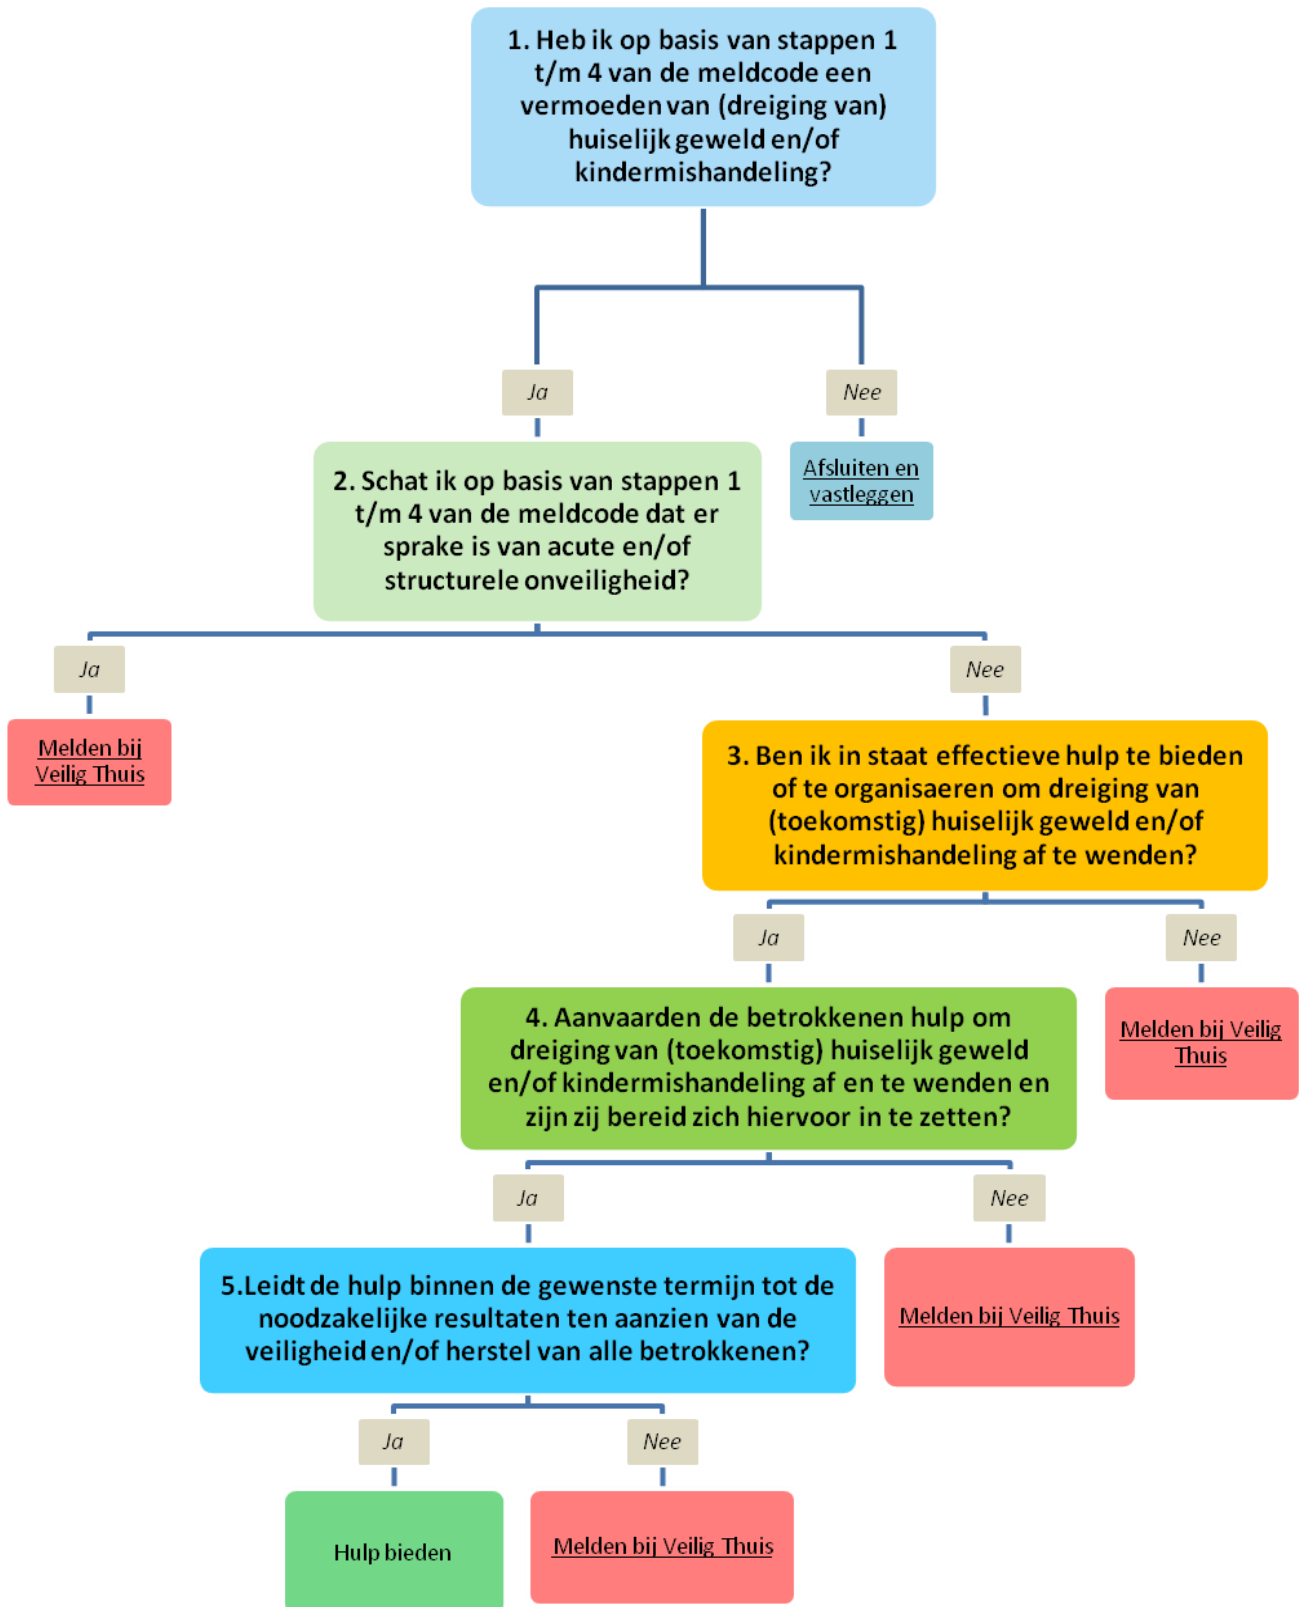 1. Heb ik op basis van stappen 1
t/m 4 van de meldcode een
vermoeden van (dreiging van)
huiselijk geweld en/of
kindermishandeling?
Ja
Nee
2. Schat ik op basis van stappen 1
t/m 4 van de meldcode dat er
sprake is van acute en/of
structurele onveiligheid?
Afsluiten en
vastleggen
Ja
Nee
Melden bij
Veilig Thuis
3. Ben ik in staat effectieve hulp te bieden
of te organisaeren om dreiging van
(toekomstig) huiselijk geweld en/of
kindermishandeling af te wenden?
Ja
Nee
4. Aanvaarden de betrokkenen hulp om
dreiging van (toekomstig) huiselijk geweld
en/of kindermishandeling af en te wenden en
zijn zij bereid zich hiervoor in te zetten?
Melden bij Veilig
Thuis
Ja
Nee
5.Leidt de hulp binnen de gewenste termijn tot de
noodzakelijke resultaten ten aanzien van de
veiligheid en/of herstel van alle betrokkenen?
Melden bij Veilig Thuis
Ja
Nee
Hulp bieden
Melden bij Veilig Thuis